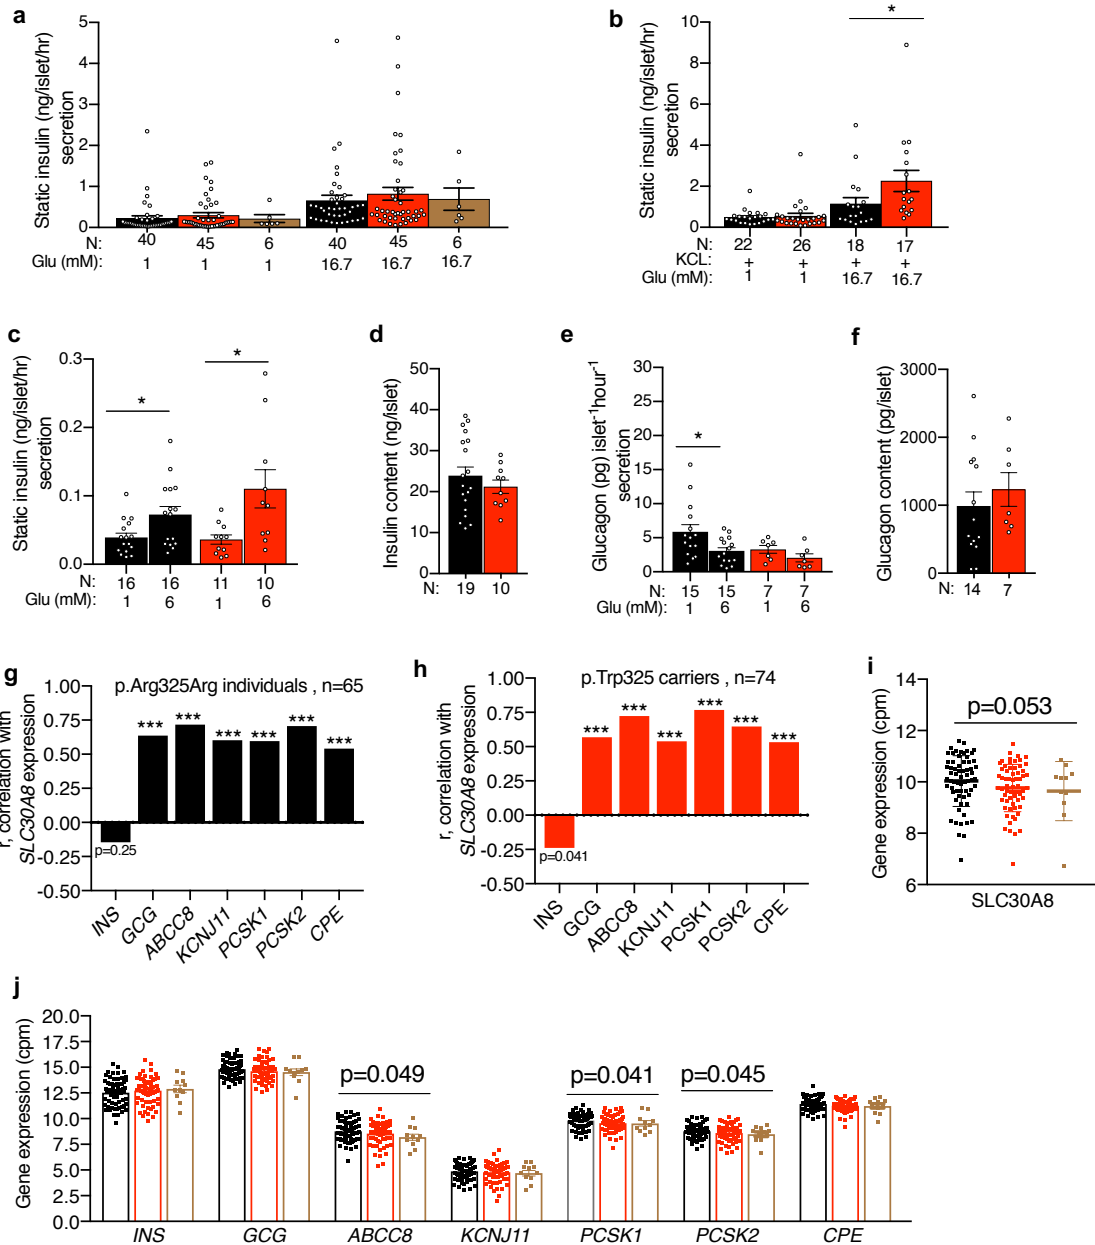 a
Static insulin (ng/islet/hr)
secretion
5
4
3
2
1
0
N: 40 45 6 40 45 6
Glu (mM): 1 1 1 16.7 16.7 16.7
b
Static insulin (ng/islet/hr)
secretion
10
8
6
4
2
0
*
N: 22 26 18 17
KCL: + + + +
Glu (mM): 1 1 16.7 16.7
c
Static insulin (ng/islet/hr)
secretion
0.3
0.2
0.1
0.0
* *
N: 16 16 11 10
Glu (mM): 1 6 1 6
d
Insulin content (ng/islet)
50
40
30
20
10
0
N: 19 10
e
Glucagon (pg) islet-1hour-1
secretion
30
25
20
15
10
5
0
*
N: 15 15 7 7
Glu (mM): 1 6 1 6
f
Glucagon content (pg/islet)
3000
2000
1000
0
N: 14 7
g
r, correlation with
SLC30A8 expression
p.Arg325Arg individuals , n=65
1.00
0.75
0.50
0.25
0.00
-0.25
-0.50
*** *** *** *** *** ***
p=0.25
INS GCG ABCC8 KCNJ11 PCSK1 PCSK2 CPE
h
r, correlation with
SLC30A8 expression
p.Trp325 carriers , n=74
1.00
0.75
0.50
0.25
0.00
-0.25
-0.50
*** *** *** *** *** ***
p=0.041
INS GCG ABCC8 KCNJ11 PCSK1 PCSK2 CPE
i
Gene expression (cpm)
14
12
10
8
6
p=0.053
SLC30A8
j
Gene expression (cpm)
20.0
17.5
15.0
12.5
10.0
7.5
5.0
2.5
0.0
p=0.049 p=0.041 p=0.045
INS GCG ABCC8 KCNJ11 PCSK1 PCSK2 CPE